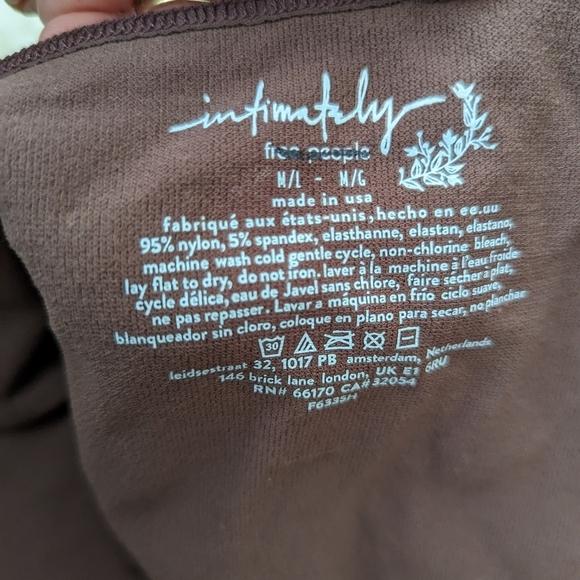 intimately
free people
M/L - M/G
made in usa
fabriqué aux états-unis, hecho en ee.uu
95% nylon, 5% spandex, elasthanne, elastan, elastano,
machine wash cold gentle cycle, non-chlorine bleach,
lay flat to dry, do not iron. laver à la machine à l'eau froide
cycle délica, eau de Javel sans chlore, faire sécher à plat,
ne pas repasser. Lavar a máquina en frio ciclo suave,
blanqueador sin cloro, coloque en plano para secar, no planchar
30
leidsestraat 32, 1017 PB amsterdam, Netherlands
146 brick lane london, UK E1 6RU
RN# 66170 CA# 32054
F633SH